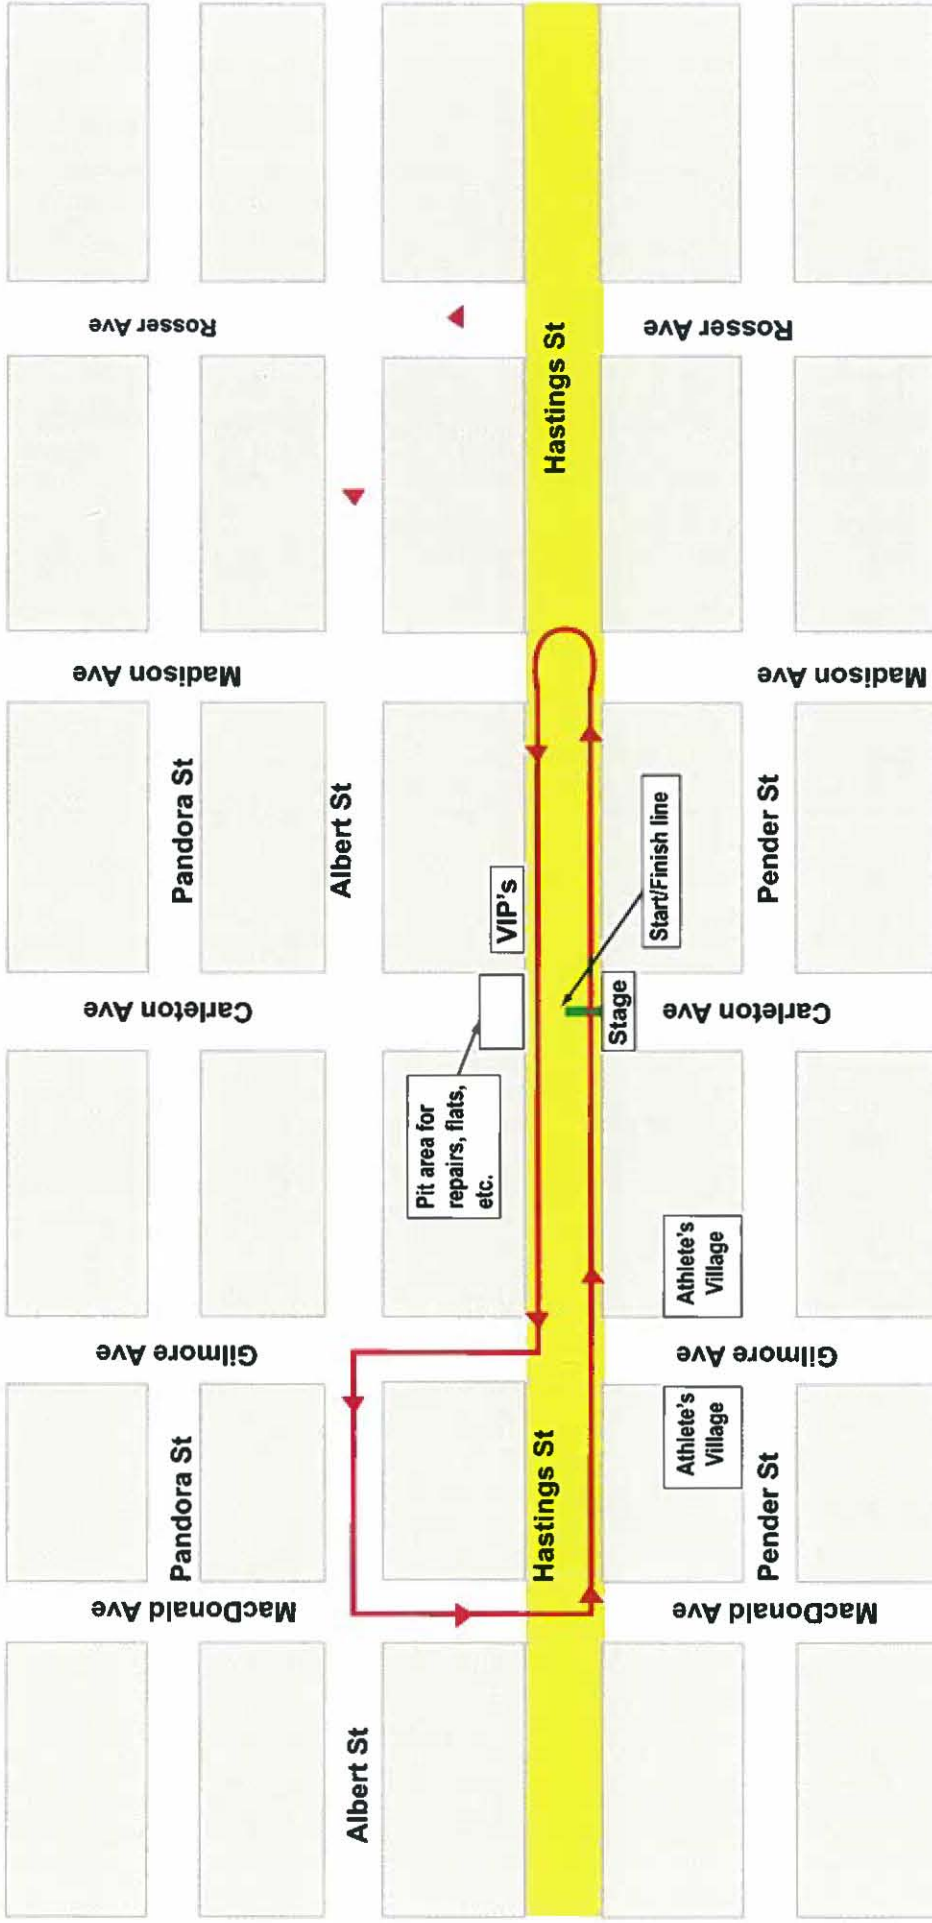 Rosser Ave
Rosser Ave
Hastings St
Madison Ave
Madison Ave
Pandora St
Albert St
VIP's
Start/Finish line
Pender St
Carleton Ave
Stage
Carleton Ave
Pit area for
repairs, flats,
etc.
Athlete's
Village
Gilmore Ave
Gilmore Ave
Athlete's
Village
Pandora St
Hastings St
Pender St
MacDonald Ave
MacDonald Ave
Albert St